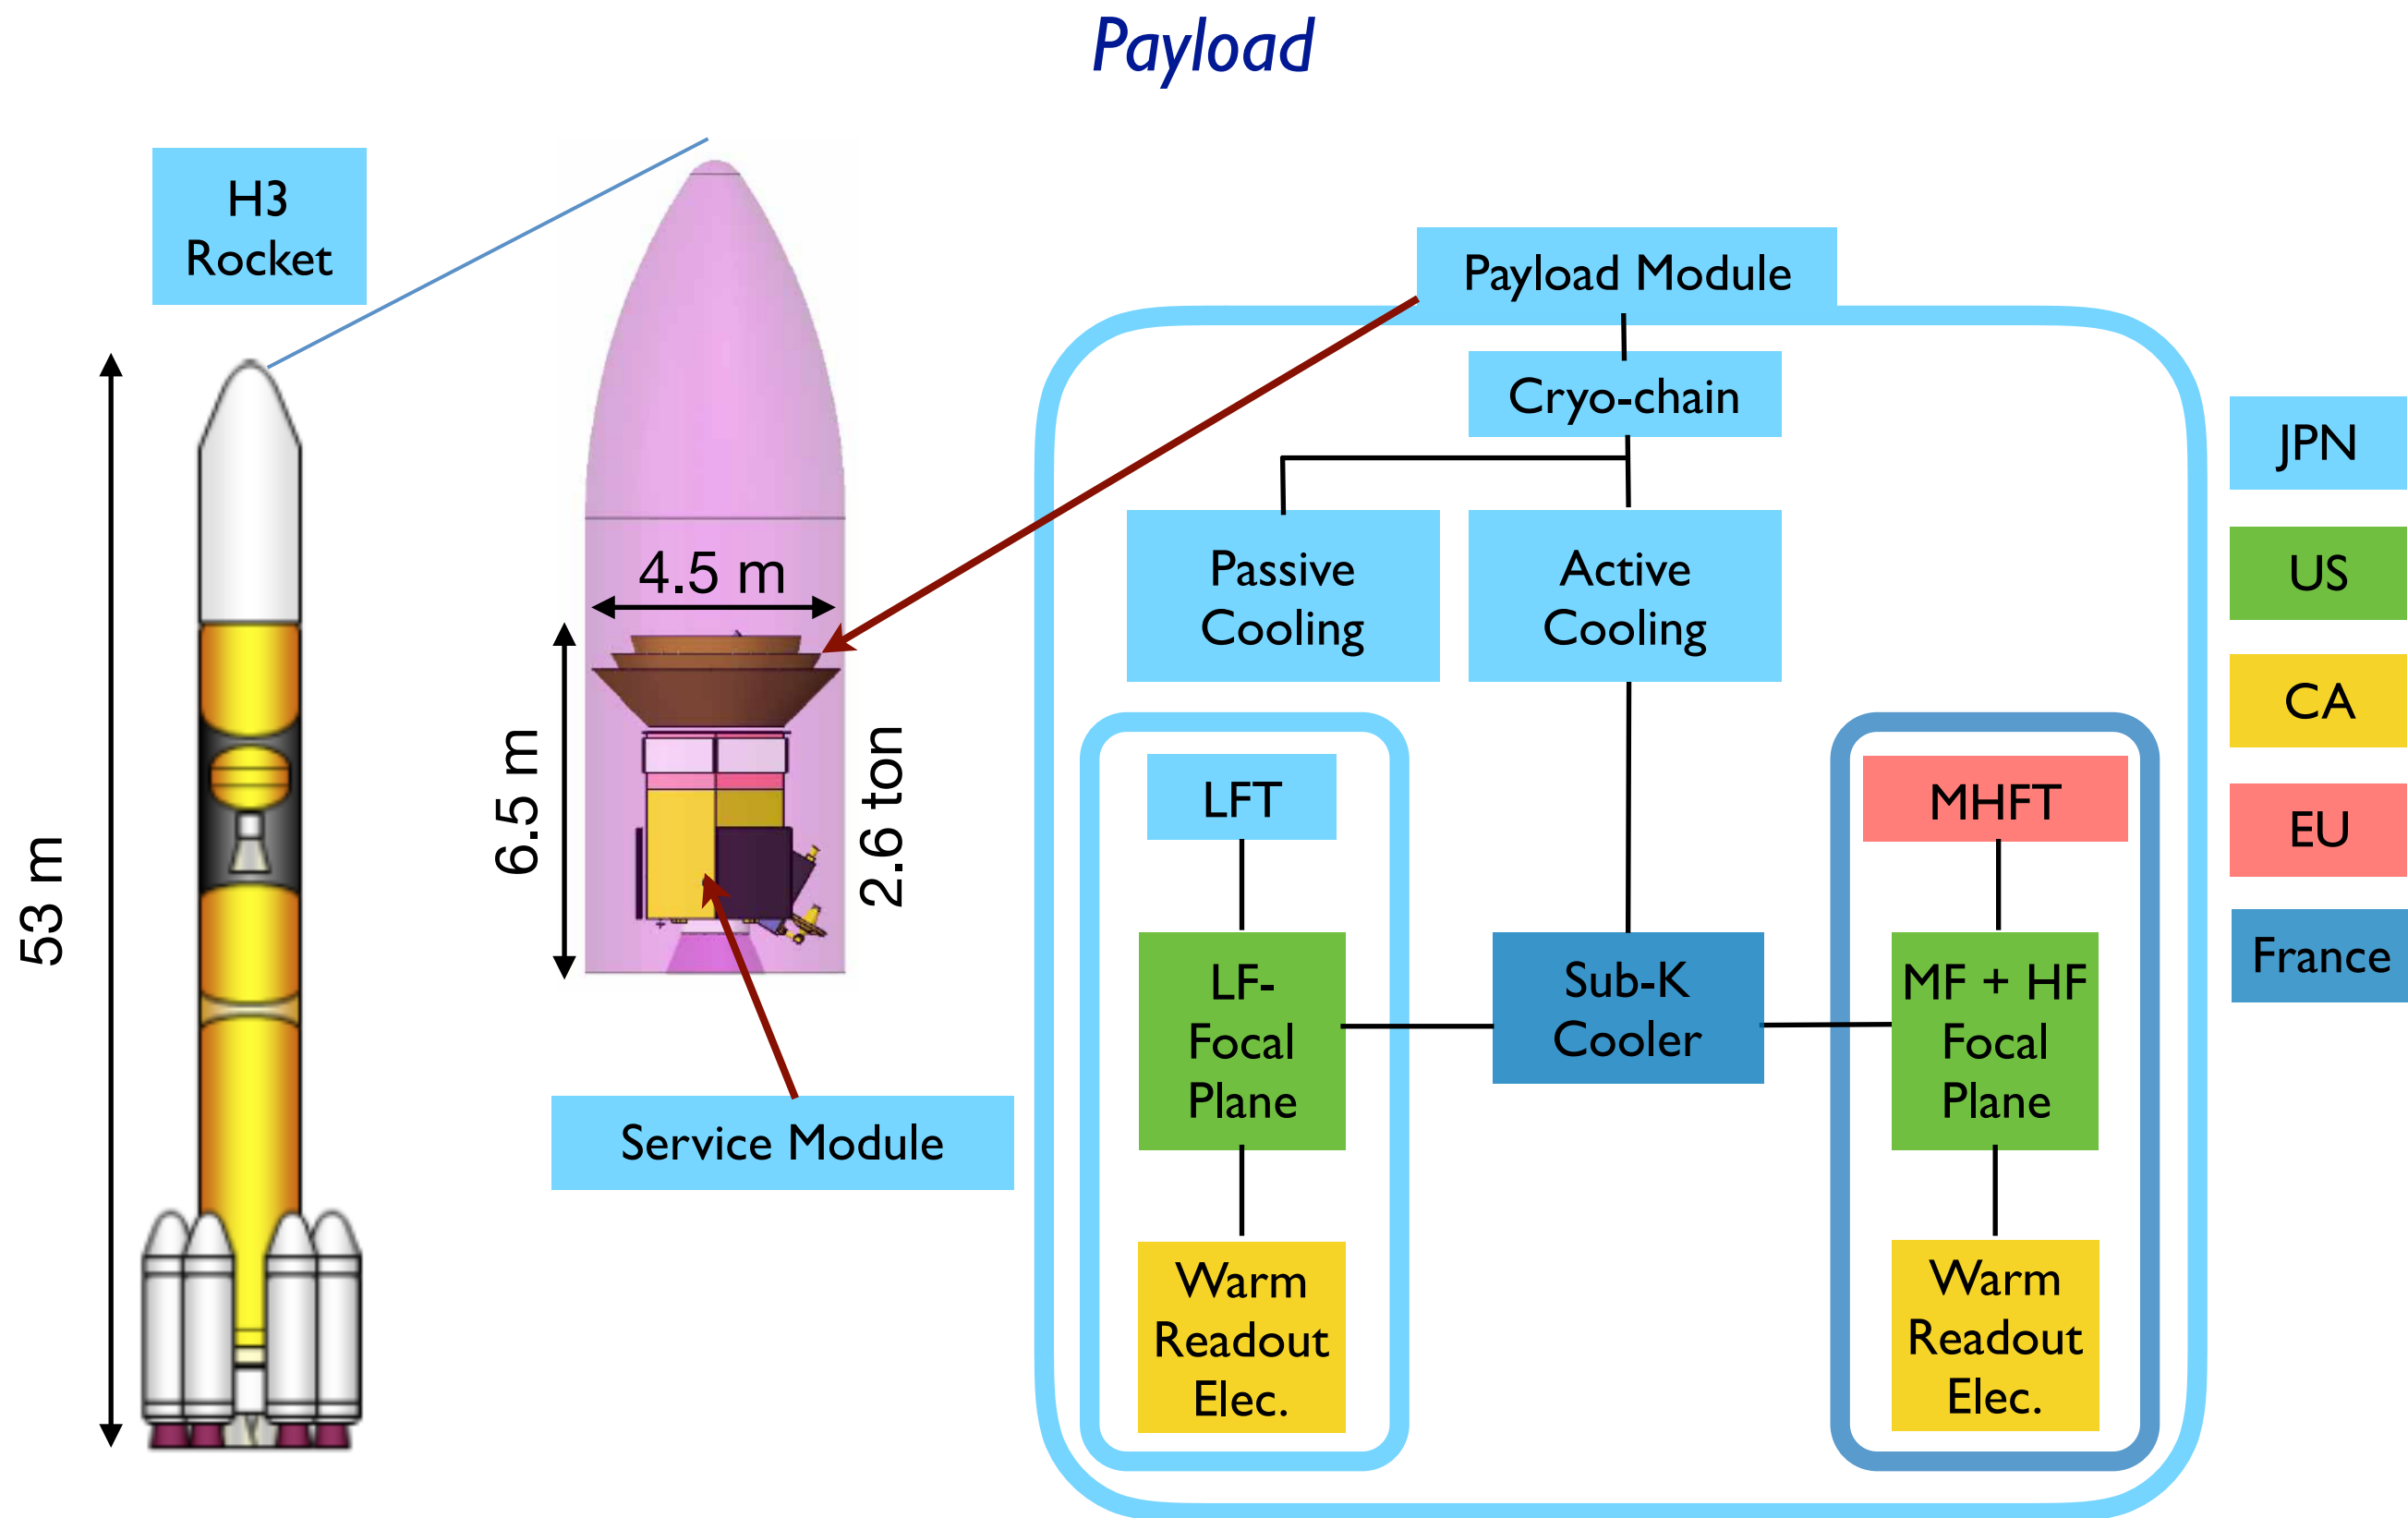 Payload
H3
Rocket
53 m
4.5 m
6.5 m
2.6 ton
Service Module
Payload Module
Cryo-chain
Passive
Cooling
Active
Cooling
LFT
LF-
Focal
Plane
Warm
Readout
Elec.
Sub-K
Cooler
MHFT
MF + HF
Focal
Plane
Warm
Readout
Elec.
JPN
US
CA
EU
France